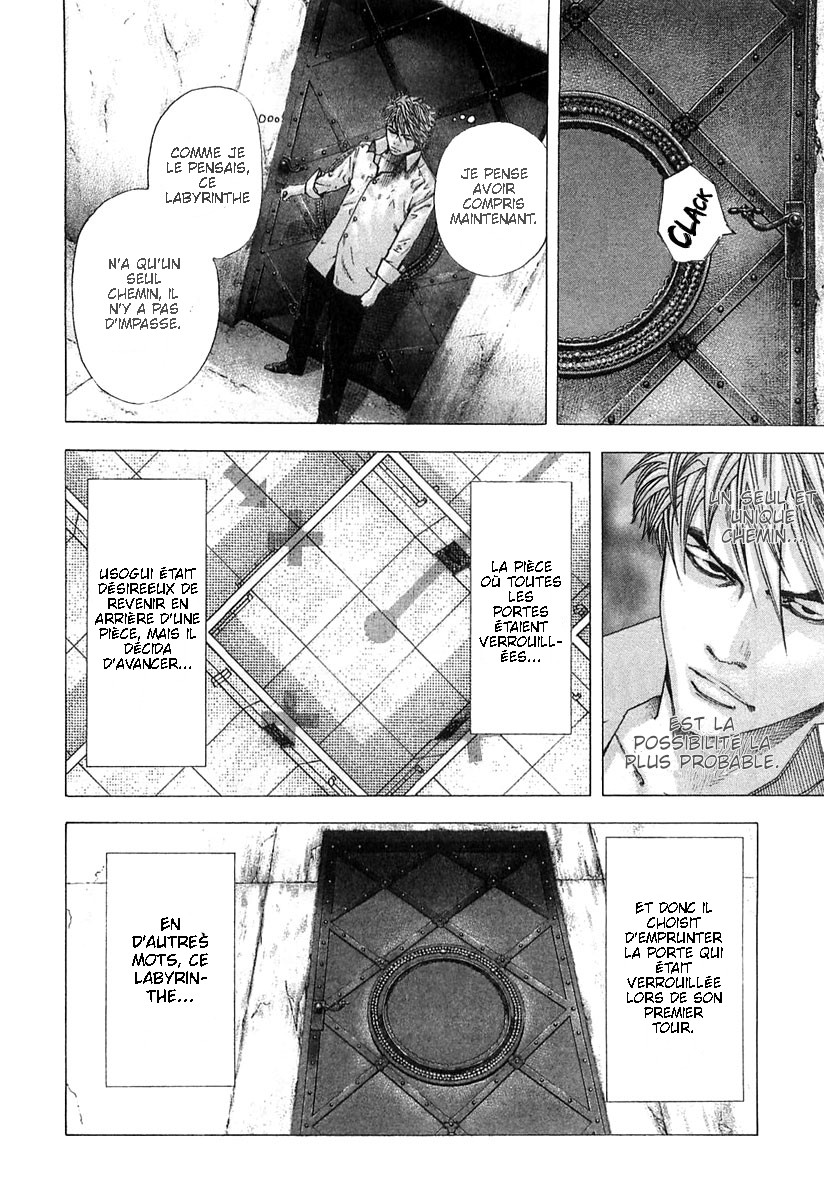 CLACK
JE PENSE
AVOIR
COMPRIS
MAINTENANT.
COMME JE
LE PENSAIS,
CE
LABYRINTHE
N'A QU'UN
SEUL
CHEMIN, IL
N'Y A PAS
D'IMPASSE.
UN SEUL ET
UNIQUE
CHEMIN...
EST LA
POSSIBILITÉ LA
PLUS PROBABLE.
LA PIÈCE
OÙ TOUTES
LES
PORTES
ÉTAIENT
VERROUILL-
ÉES...
USOGUI ÉTAIT
DÉSIREEUX DE
REVENIR EN
ARRIÈRE D'UNE
PIÈCE, MAIS IL
DÉCIDA
D'AVANCER...
ET DONC IL
CHOISIT
D'EMPRUNTER
LA PORTE QUI
ÉTAIT
VERROUILLÉE
LORS DE SON
PREMIER
TOUR.
EN
D'AUTRES
MOTS, CE
LABYRIN-
THE...